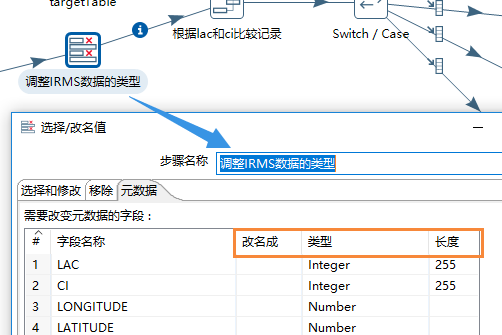 targetTable
根据lac和ci比较记录
Switch / Case
调整IRMS数据的类型
选择/改名值
步骤名称 调整IRMS数据的类型
选择和修改 移除 元数据
需要改变元数据的字段：
# 字段名称 改名成 类型 长度
1 LAC Integer 255
2 CI Integer 255
3 LONGITUDE Number
4 LATITUDE Number